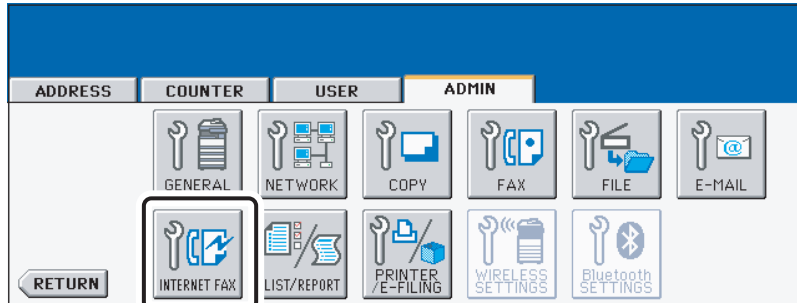 ADDRESS COUNTER USER ADMIN
GENERAL NETWORK COPY FAX FILE E-MAIL
INTERNET FAX LIST/REPORT PRINTER
/E-FILING WIRELESS
SETTINGS Bluetooth
SETTINGS
RETURN